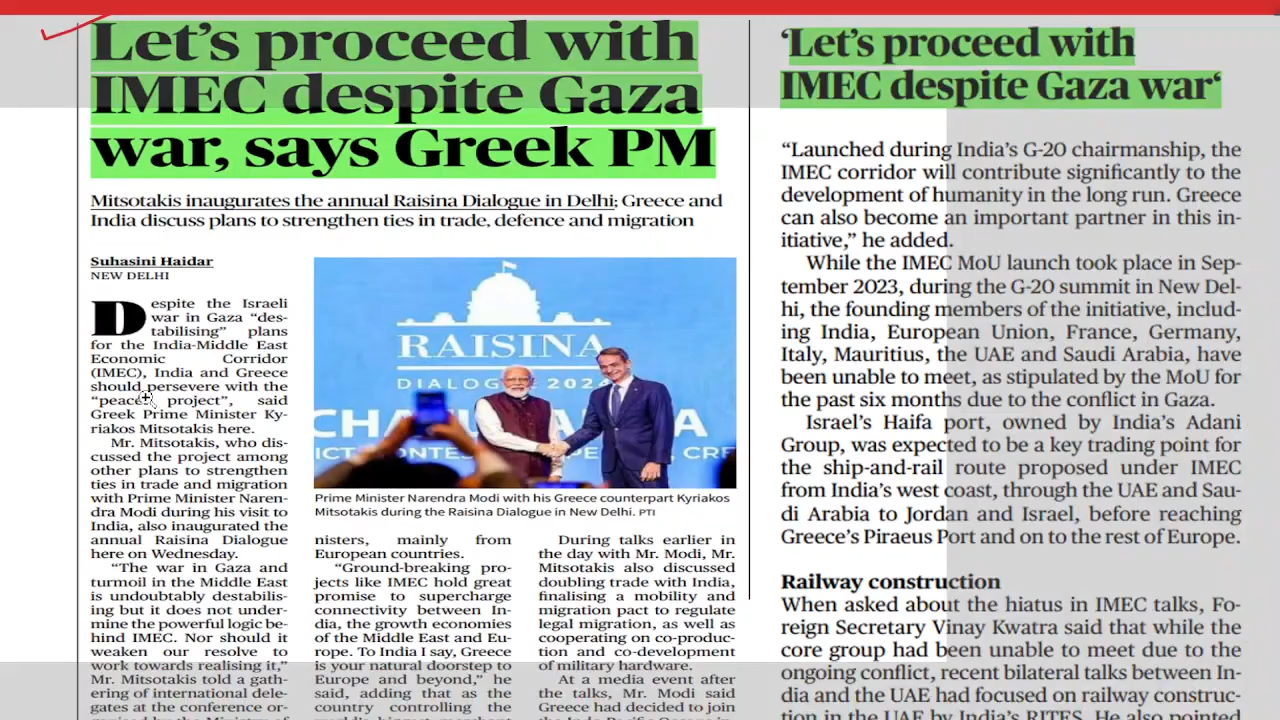 Let's proceed with
IMEC despite Gaza
war, says Greek PM
Mitsotakis inaugurates the annual Raisina Dialogue in Delhi; Greece and
India discuss plans to strengthen ties in trade, defence and migration
Suhasini Haidar
NEW DELHI
Despite the Israeli
war in Gaza “des-
tabilising” plans
for the India-Middle East
Economic Corridor
(IMEC), India and Greece
should persevere with the
“peace project”, said
Greek Prime Minister Ky-
riakos Mitsotakis here.
Mr. Mitsotakis, who dis-
cussed the project among
other plans to strengthen
ties in trade and migration
with Prime Minister Naren-
dra Modi during his visit to
India, also inaugurated the
annual Raisina Dialogue
here on Wednesday.
“The war in Gaza and
turmoil in the Middle East
is undoubtedly destabilis-
ing but it does not under-
mine the powerful logic be-
hind IMEC. Nor should it
weaken our resolve to
work towards realising it,”
Mr. Mitsotakis told a gath-
ering of international dele-
gates at the conference or-
RAISINA
DIALOGUE 2024
Prime Minister Narendra Modi with his Greece counterpart Kyriakos
Mitsotakis during the Raisina Dialogue in New Delhi. PTI
nisters, mainly from
European countries.
“Ground-breaking pro-
jects like IMEC hold great
promise to supercharge
connectivity between In-
dia, the growth economies
of the Middle East and Eu-
rope. To India I say, Greece
is your natural doorstep to
Europe and beyond,” he
said, adding that as the
country controlling the
During talks earlier in
the day with Mr. Modi, Mr.
Mitsotakis also discussed
doubling trade with India,
finalising a mobility and
migration pact to regulate
legal migration, as well as
cooperating on co-produc-
tion and co-development
of military hardware.
At a media event after
the talks, Mr. Modi said
Greece had decided to join
‘Let's proceed with
IMEC despite Gaza war‘
“Launched during India's G-20 chairmanship, the
IMEC corridor will contribute significantly to the
development of humanity in the long run. Greece
can also become an important partner in this in-
itiative,” he added.
While the IMEC MoU launch took place in Sep-
tember 2023, during the G-20 summit in New Del-
hi, the founding members of the initiative, includ-
ing India, European Union, France, Germany,
Italy, Mauritius, the UAE and Saudi Arabia, have
been unable to meet, as stipulated by the MoU for
the past six months due to the conflict in Gaza.
Israel's Haifa port, owned by India's Adani
Group, was expected to be a key trading point for
the ship-and-rail route proposed under IMEC
from India's west coast, through the UAE and Sau-
di Arabia to Jordan and Israel, before reaching
Greece's Piraeus Port and on to the rest of Europe.
Railway construction
When asked about the hiatus in IMEC talks, Fo-
reign Secretary Vinay Kwatra said that while the
core group had been unable to meet due to the
ongoing conflict, recent bilateral talks between In-
dia and the UAE had focused on railway construc-
tion in the UAE by India's RITES. He also pointed